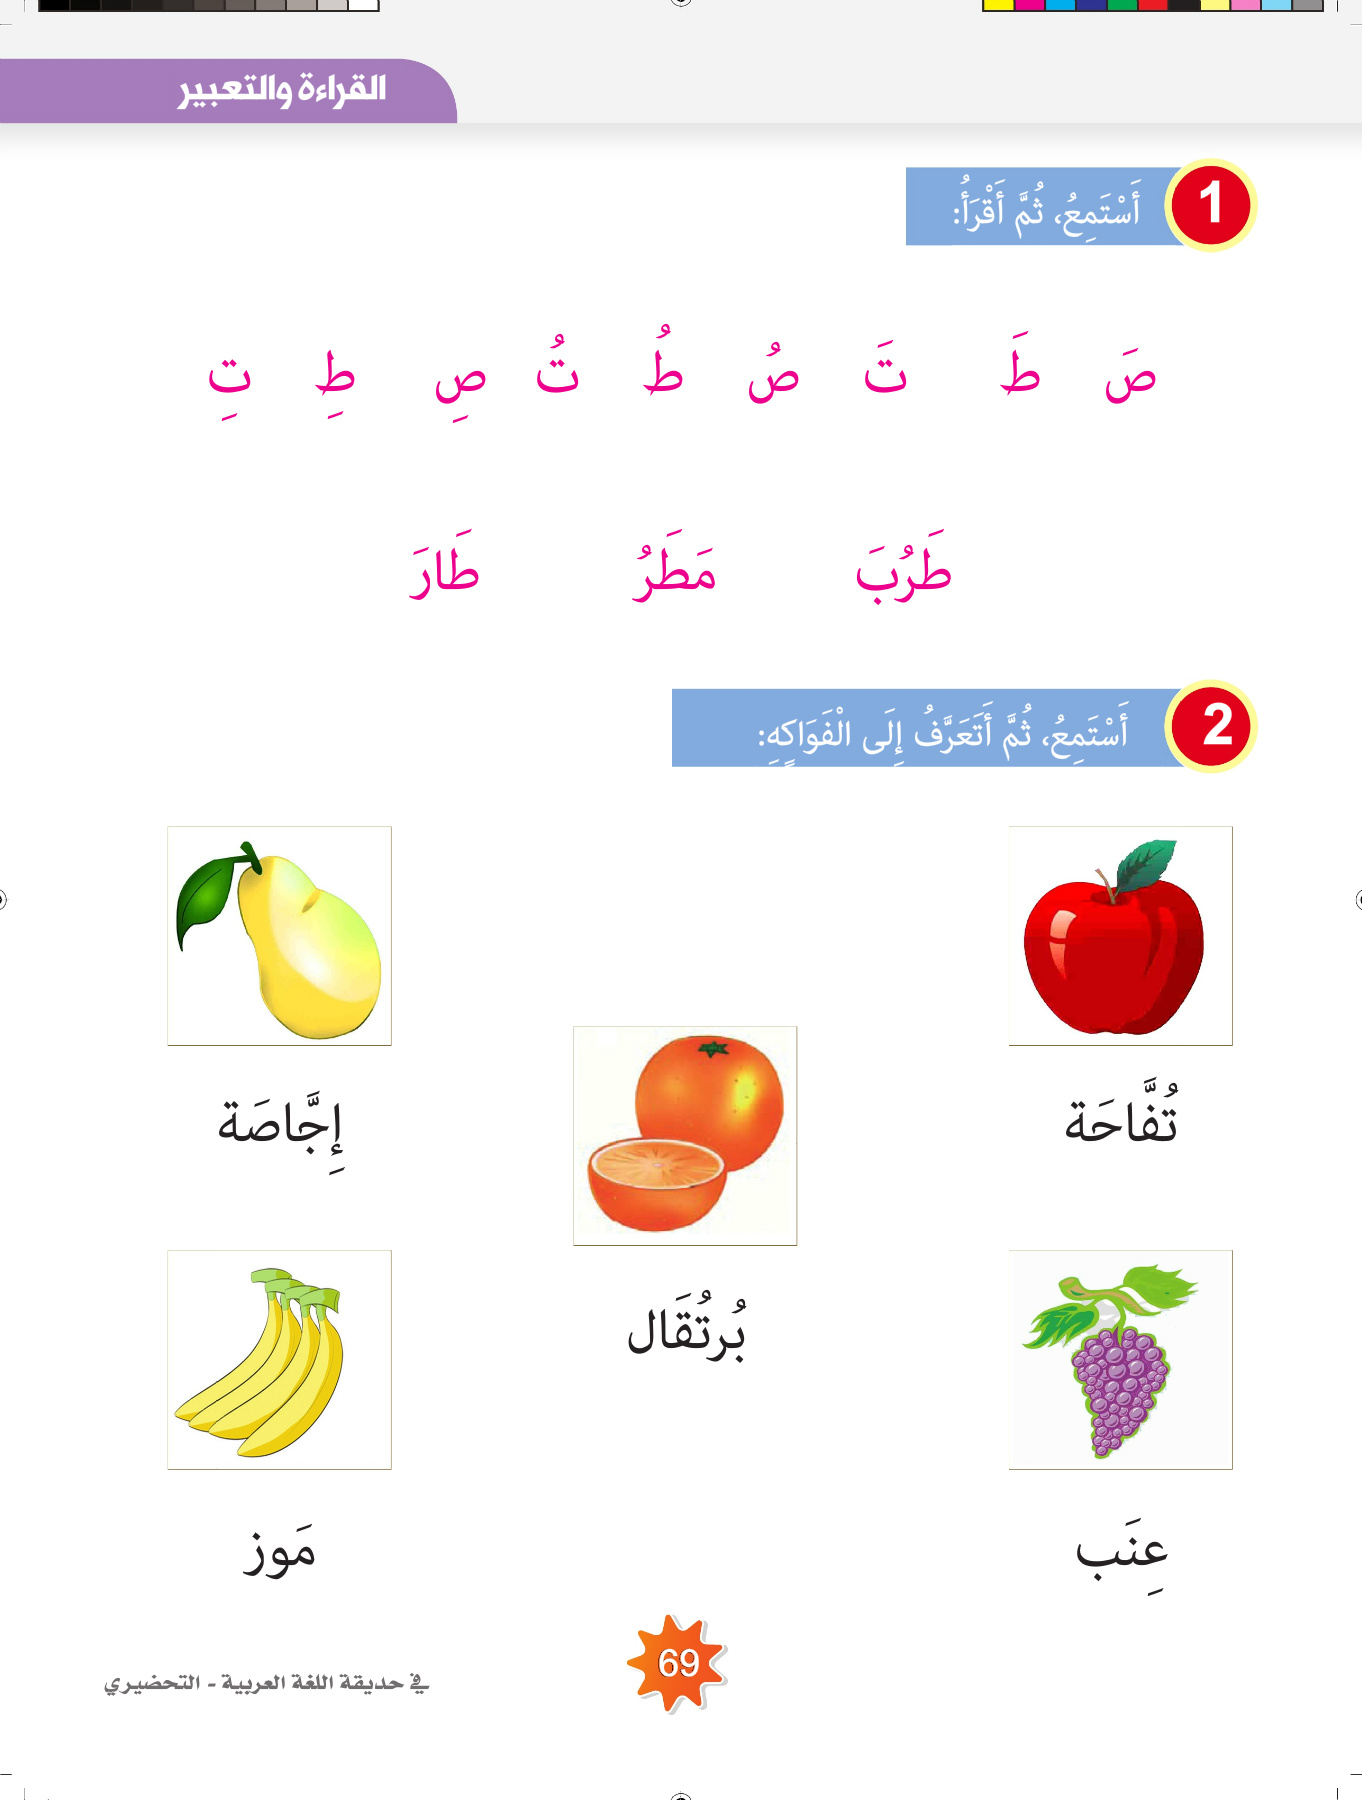 القراءة والتعبير
1
أَسْتَمِعُ، ثُمَّ أَقْرَأُ:
صَ طَ تَ صُ طُ تُ صِ طِ تِ
طَرُبَ مَطَرُ طَارَ
2
أَسْتَمِعُ، ثُمَّ أَتَعَرَّفُ إِلَى الْفَوَاكِهِ:
تُفَّاحَة
إِجَّاصَة
بُرتُقَال
عِنَب
مَوز
69
في حديقة اللغة العربية - التحضيري